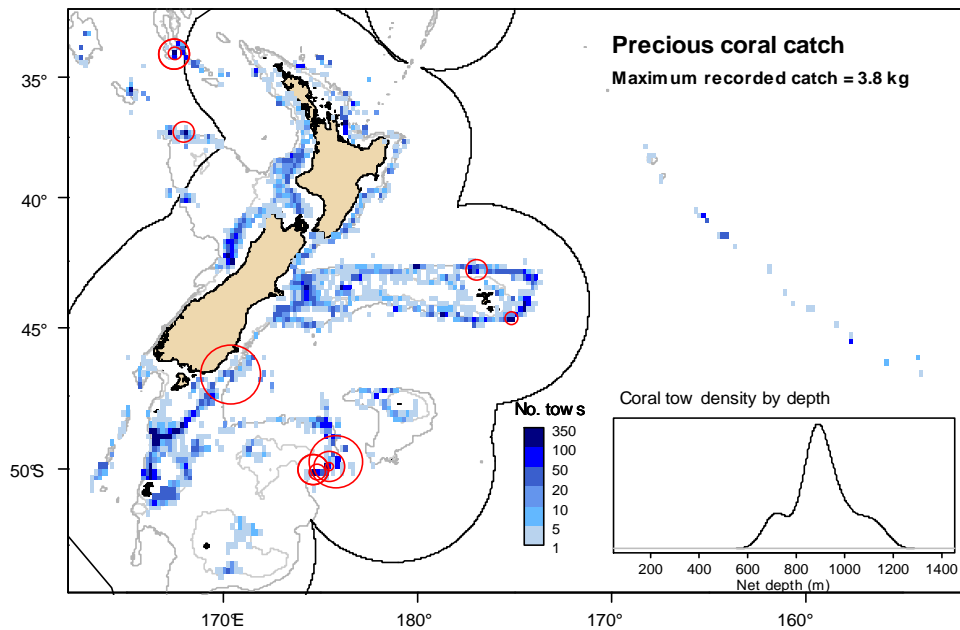 Precious coral catch
Maximum recorded catch = 3.8 kg
35°
40°
45°
50°S
No. tows
350
100
50
20
10
5
1
Coral tow density by depth
200 400 600 800 1000 1200 1400
Net depth (m)
170°E 180° 170° 160°